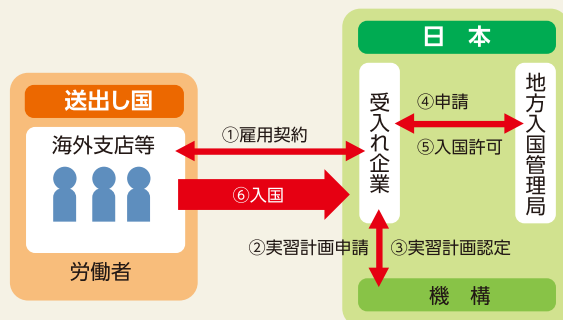 送出し国
海外支店等
労働者
①雇用契約
⑥入国
②実習計画申請
③実習計画認定
日 本
受入れ企業
④申請
⑤入国許可
地方入国管理局
機 構